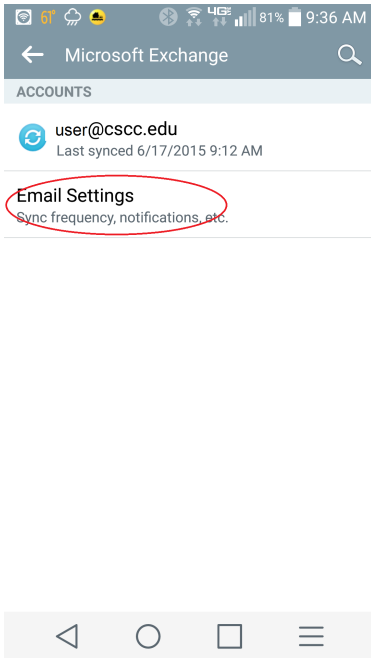 61° 4G 81% 9:36 AM
Microsoft Exchange
ACCOUNTS
user@cscc.edu
Last synced 6/17/2015 9:12 AM
Email Settings
Sync frequency, notifications, etc.